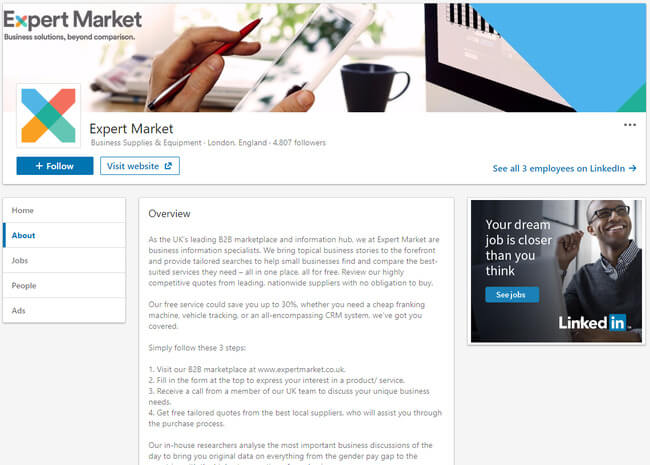 Expert Market
Business solutions, beyond comparison.
Expert Market
Business Supplies & Equipment · London, England · 4,807 followers
+ Follow
Visit website
See all 3 employees on LinkedIn →
Home
About
Jobs
People
Ads
Overview
As the UK's leading B2B marketplace and information hub, we at Expert Market are
business information specialists. We bring topical business stories to the forefront
and provide tailored searches to help small businesses find and compare the best-
suited services they need – all in one place, all for free. Review our highly
competitive quotes from leading, nationwide suppliers with no obligation to buy.
Our free service could save you up to 30%, whether you need a cheap franking
machine, vehicle tracking, or an all-encompassing CRM system, we've got you
covered.
Simply follow these 3 steps:
1. Visit our B2B marketplace at www.expertmarket.co.uk.
2. Fill in the form at the top to express your interest in a product/ service.
3. Receive a call from a member of our UK team to discuss your unique business
needs.
4. Get free tailored quotes from the best local suppliers, who will assist you through
the purchase process.
Our in-house researchers analyse the most important business discussions of the
day to bring you original data on everything from the gender pay gap to the
Your dream
job is closer
than you
think
See jobs
Linked in